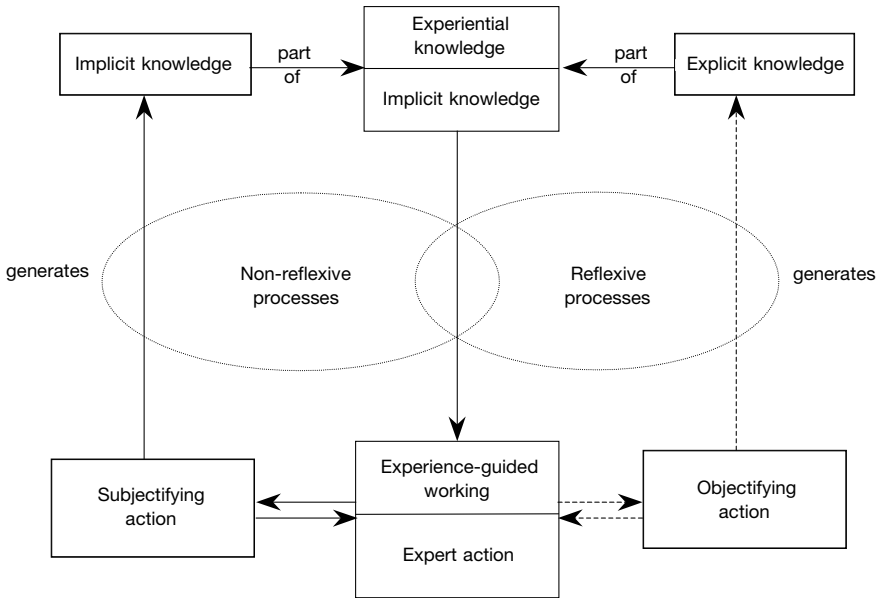 Experiential
knowledge
Implicit knowledge
part
of
Implicit knowledge
part
of
Explicit knowledge
generates
Non-reflexive
processes
Reflexive
processes
generates
Subjectifying
action
Experience-guided
working
Expert action
Objectifying
action